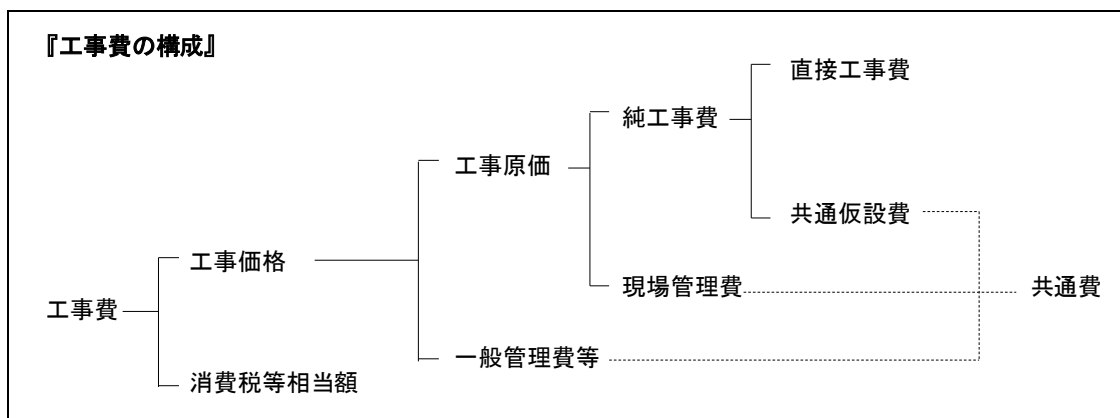 『工事費の構成』
直接工事費
純工事費
工事原価
共通仮設費
工事価格
現場管理費
共通費
工事費
一般管理費等
消費税等相当額